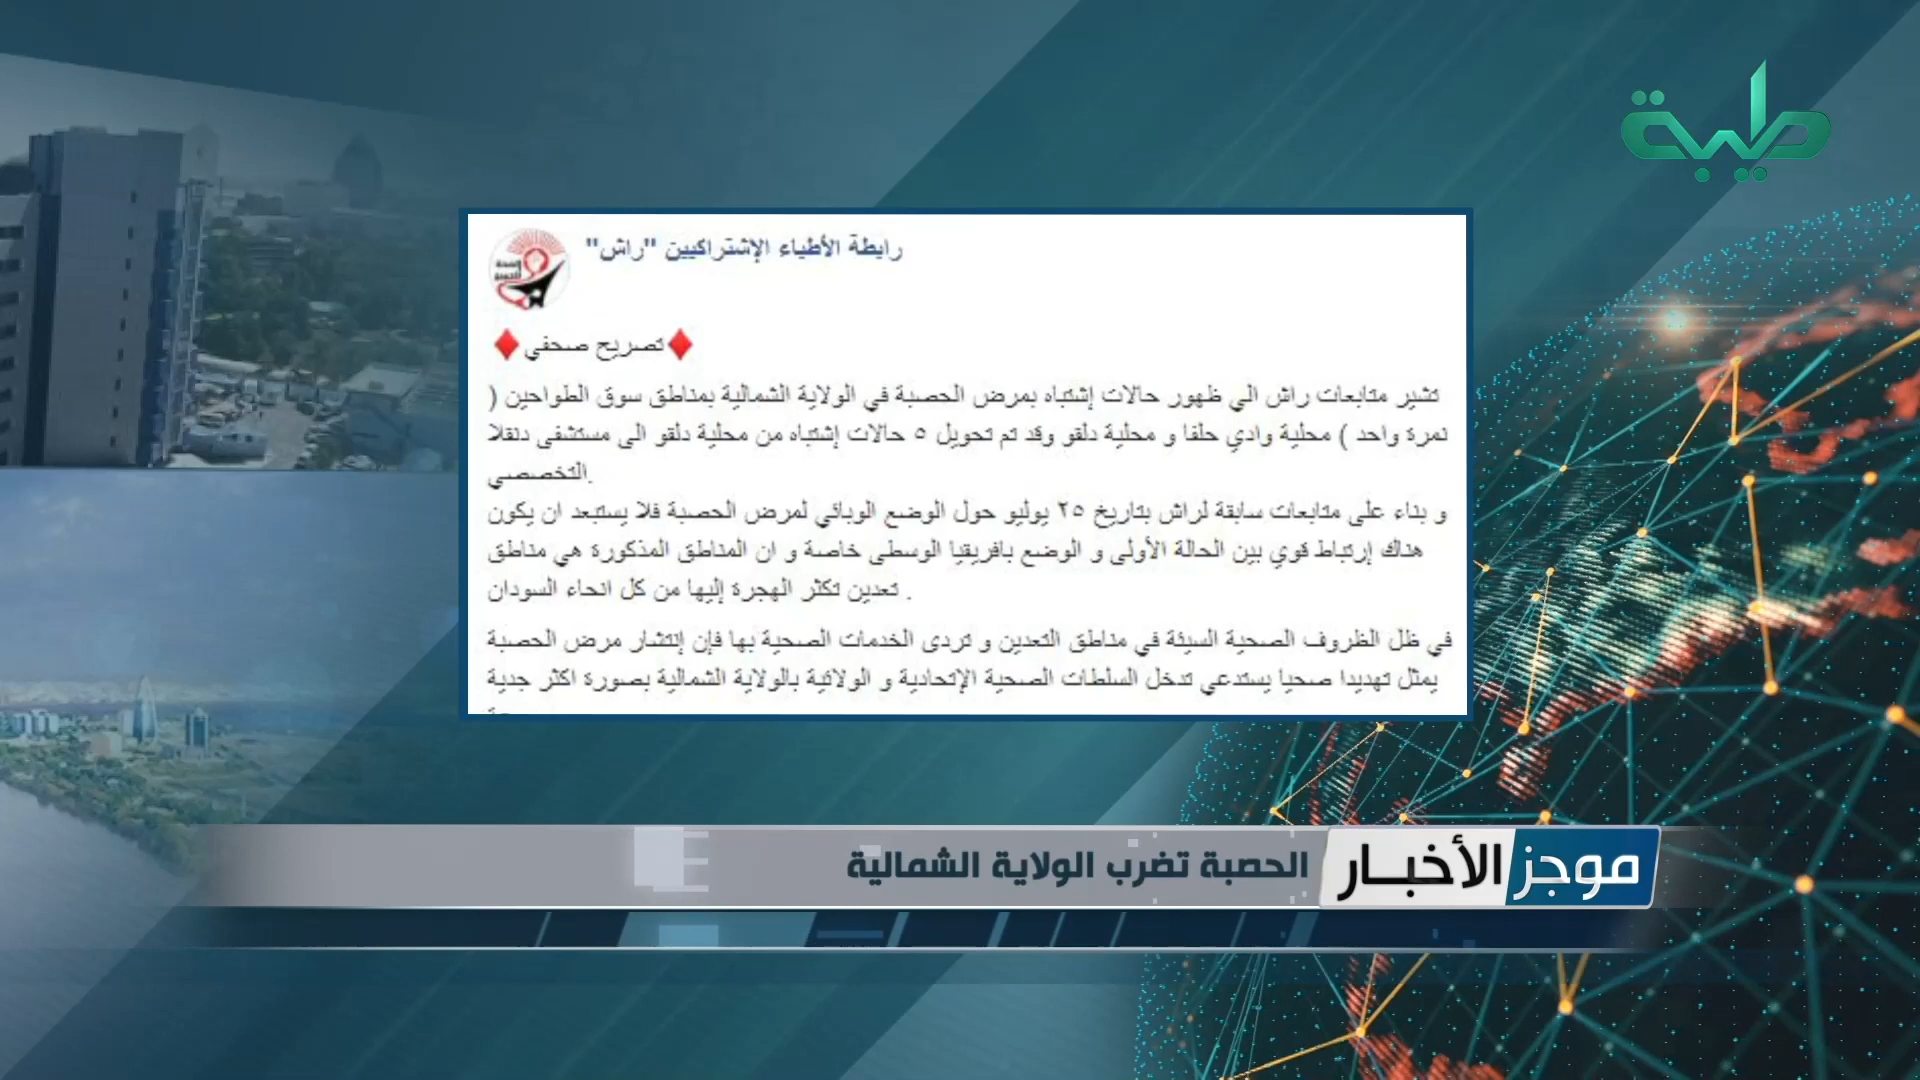 طيبة
رابطة الأطباء الإشتراكيين "راش"
تصريح صحفي
تشير متابعات راش الي ظهور حالات إشتباه بمرض الحصبة في الولاية الشمالية بمناطق سوق الطواحين (
نمرة واحد ) محلية وادي حلفا و محلية دلقو وقد تم تحويل ٥ حالات إشتباه من محلية دلقو الى مستشفى دنقلا
التخصصي.
و بناء على متابعات سابقة لراش بتاريخ ٢٥ يوليو حول الوضع الوبائي لمرض الحصبة فلا يستبعد ان يكون
هناك إرتباط قوي بين الحالة الأولى و الوضع بافريقيا الوسطى خاصة و ان المناطق المذكورة هي مناطق
تعدين تكثر الهجرة إليها من كل انحاء السودان .
في ظل الظروف الصحية السيئة في مناطق التعدين و تردى الخدمات الصحية بها فإن إنتشار مرض الحصبة
يمثل تهديدا صحيا يستدعي تدخل السلطات الصحية الإتحادية و الولائية بالولاية الشمالية بصورة اكثر جدية
موجز الأخبار
الحصبة تضرب الولاية الشمالية